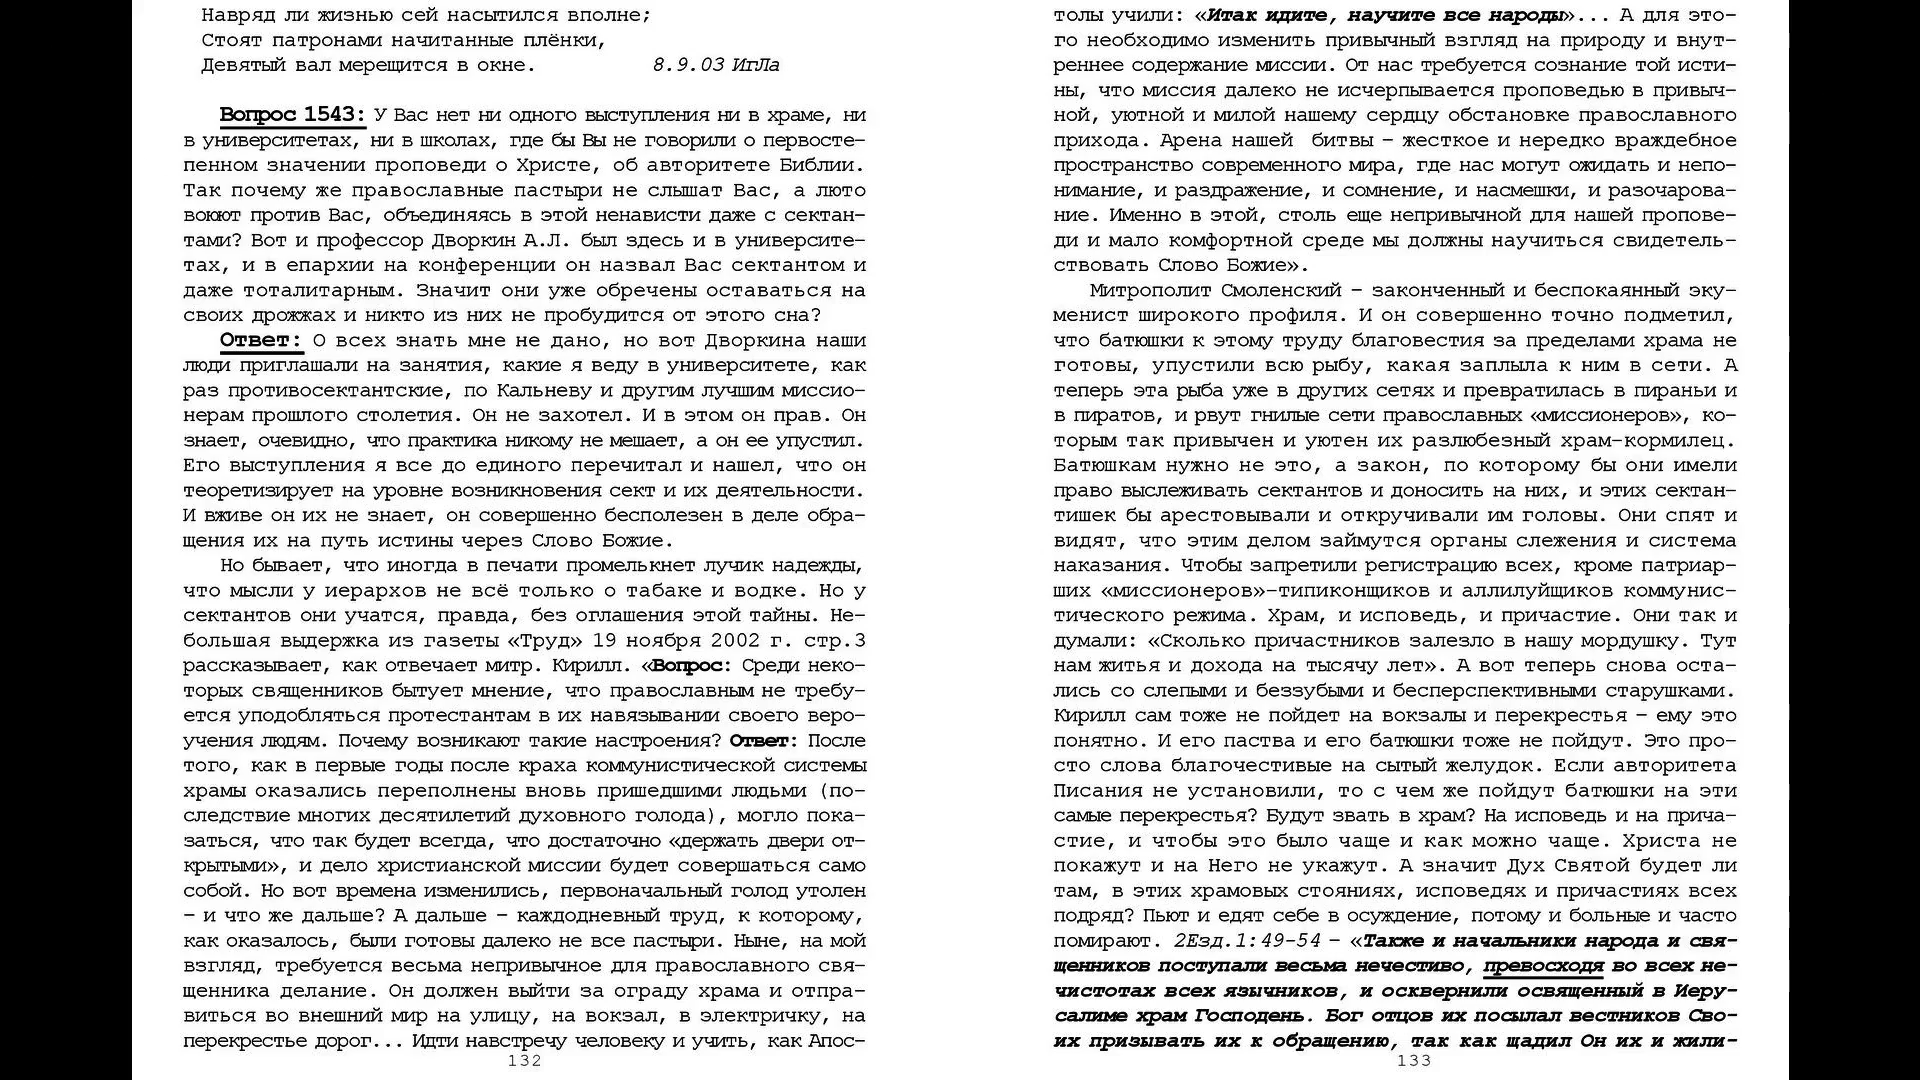 Навряд ли жизнью сей насытился вполне;
Стоят патронами начитанные плёнки,
Девятый вал мерещится в окне. 8.9.03 ИгЛа
Вопрос 1543: У Вас нет ни одного выступления ни в храме, ни
в университетах, ни в школах, где бы Вы не говорили о первосте-
пенном значении проповеди о Христе, об авторитете Библии.
Так почему же православные пастыри не слышат Вас, а люто
воюют против Вас, объединяясь в этой ненависти даже с сектан-
тами? Вот и профессор Дворкин А.Л. был здесь и в университе-
тах, и в епархии на конференции он назвал Вас сектантом и
даже тоталитарным. Значит они уже обречены оставаться на
своих дрожжах и никто из них не пробудится от этого сна?
Ответ: О всех знать мне не дано, но вот Дворкина наши
люди приглашали на занятия, какие я веду в университете, как
раз противосектантские, по Кальневу и другим лучшим миссио-
нерам прошлого столетия. Он не захотел. И в этом он прав. Он
знает, очевидно, что практика никому не мешает, а он ее упустил.
Его выступления я все до единого перечитал и нашел, что он
теоретизирует на уровне возникновения сект и их деятельности.
И вживе он их не знает, он совершенно бесполезен в деле обра-
щения их на путь истины через Слово Божие.
Но бывает, что иногда в печати промелькнет лучик надежды,
что мысли у иерархов не всё только о табаке и водке. Но у
сектантов они учатся, правда, без оглашения этой тайны. Не-
большая выдержка из газеты «Труд» 19 ноября 2002 г. стр.3
рассказывает, как отвечает митр. Кирилл. «Вопрос: Среди неко-
торых священников бытует мнение, что православным не требу-
ется уподобляться протестантам в их навязывании своего веро-
учения людям. Почему возникают такие настроения? Ответ: После
того, как в первые годы после краха коммунистической системы
храмы оказались переполнены вновь пришедшими людьми (по-
следствие многих десятилетий духовного голода), могло пока-
заться, что так будет всегда, что достаточно «держать двери от-
крытыми», и дело христианской миссии будет совершаться само
собой. Но вот времена изменились, первоначальный голод утолен
– и что же дальше? А дальше – каждодневный труд, к которому,
как оказалось, были готовы далеко не все пастыри. Ныне, на мой
взгляд, требуется весьма непривычное для православного свя-
щенника делание. Он должен выйти за ограду храма и отпра-
виться во внешний мир на улицу, на вокзал, в электричку, на
перекрестье дорог... Идти навстречу человеку и учить, как Апос-
132
толы учили: «Итак идите, научите все народы»... А для это-
го необходимо изменить привычный взгляд на природу и внут-
реннее содержание миссии. От нас требуется сознание той исти-
ны, что миссия далеко не исчерпывается проповедью в привыч-
ной, уютной и милой нашему сердцу обстановке православного
прихода. Арена нашей битвы – жесткое и нередко враждебное
пространство современного мира, где нас могут ожидать и непо-
нимание, и раздражение, и сомнение, и насмешки, и разочарова-
ние. Именно в этой, столь еще непривычной для нашей пропове-
ди и мало комфортной среде мы должны научиться свидетель-
ствовать Слово Божие».
Митрополит Смоленский – законченный и беспокаянный эку-
менист широкого профиля. И он совершенно точно подметил,
что батюшки к этому труду благовестия за пределами храма не
готовы, упустили всю рыбу, какая заплыла к ним в сети. А
теперь эта рыба уже в других сетях и превратилась в пираньи и
в пиратов, и рвут гнилые сети православных «миссионеров», ко-
торым так привычен и уютен их разлюбезный храм-кормилец.
Батюшкам нужно не это, а закон, по которому бы они имели
право выслеживать сектантов и доносить на них, и этих сектан-
тишек бы арестовывали и откручивали им головы. Они спят и
видят, что этим делом займутся органы слежения и система
наказания. Чтобы запретили регистрацию всех, кроме патриар-
ших «миссионеров»-типиконщиков и аллилуйщиков коммунис-
тического режима. Храм, и исповедь, и причастие. Они так и
думали: «Сколько причастников залезло в нашу мордушку. Тут
нам житья и дохода на тысячу лет». А вот теперь снова оста-
лись со слепыми и беззубыми и бесперспективными старушками.
Кирилл сам тоже не пойдет на вокзалы и перекрестья – ему это
понятно. И его паства и его батюшки тоже не пойдут. Это про-
сто слова благочестивые на сытый желудок. Если авторитета
Писания не установили, то с чем же пойдут батюшки на эти
самые перекрестья? Будут звать в храм? На исповедь и на прича-
стие, и чтобы это было чаще и как можно чаще. Христа не
покажут и на Него не укажут. А значит Дух Святой будет ли
там, в этих храмовых стояниях, исповедях и причастиях всех
подряд? Пьют и едят себе в осуждение, потому и больные и часто
помирают. 2Езд.1:49-54 – «Также и начальники народа и свя-
щенников поступали весьма нечестиво, превосходя во всех не-
чистотах всех язычников, и осквернили освященный в Иеру-
салиме храм Господень. Бог отцов их посылал вестников Сво-
их призывать их к обращению, так как щадил Он их и жили-
133